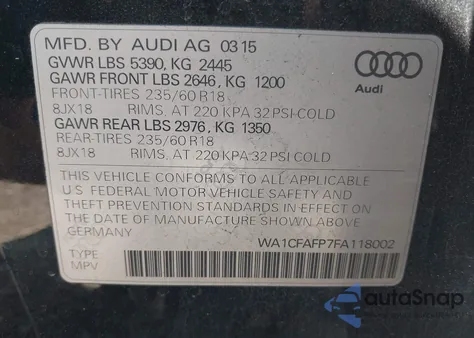 MFD. BY AUDI AG 03 15
GVWR LBS 5390, KG 2445
GAWR FRONT LBS 2646, KG 1200
FRONT-TIRES 235/60 R18
8JX18 RIMS, AT 220 KPA 32 PSI-COLD
GAWR REAR LBS 2976, KG 1350
REAR-TIRES 235/60 R18
8JX18 RIMS, AT 220 KPA 32 PSI COLD
Audi
THIS VEHICLE CONFORMS TO ALL APPLICABLE
U.S. FEDERAL MOTOR VEHICLE SAFETY AND
THEFT PREVENTION STANDARDS IN EFFECT ON
THE DATE OF MANUFACTURE SHOWN ABOVE
GERMANY
WA1CFAFP7FA118002
TYPE:
MPV
autoSnap